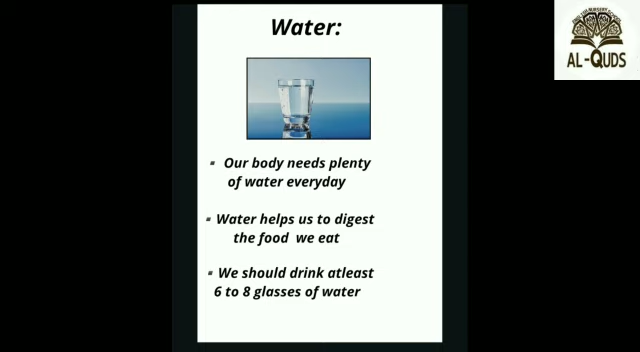 Water:
▪ Our body needs plenty
of water everyday
▪ Water helps us to digest
the food we eat
▪ We should drink atleast
6 to 8 glasses of water
AL-QUDS